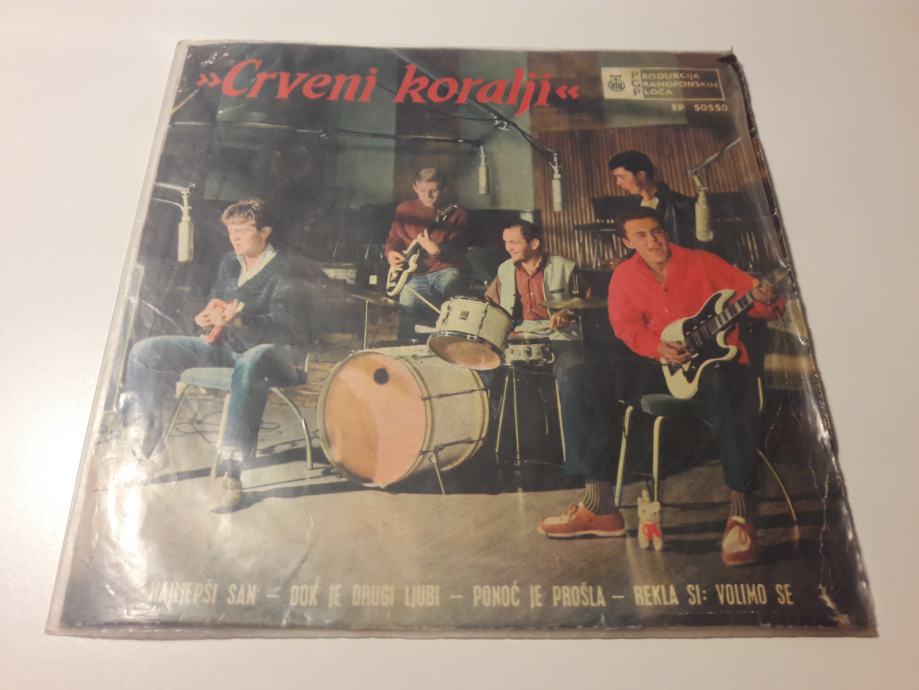 »Crveni koralji«
RTB
PRODUKCIJA
GRAMOFONSKIH
PLOČA
EP 50550
NAJLJEPŠI SAN – DOK JE DRUGI LJUBI – PONOĆ JE PROŠLA – REKLA SI: VOLIMO SE